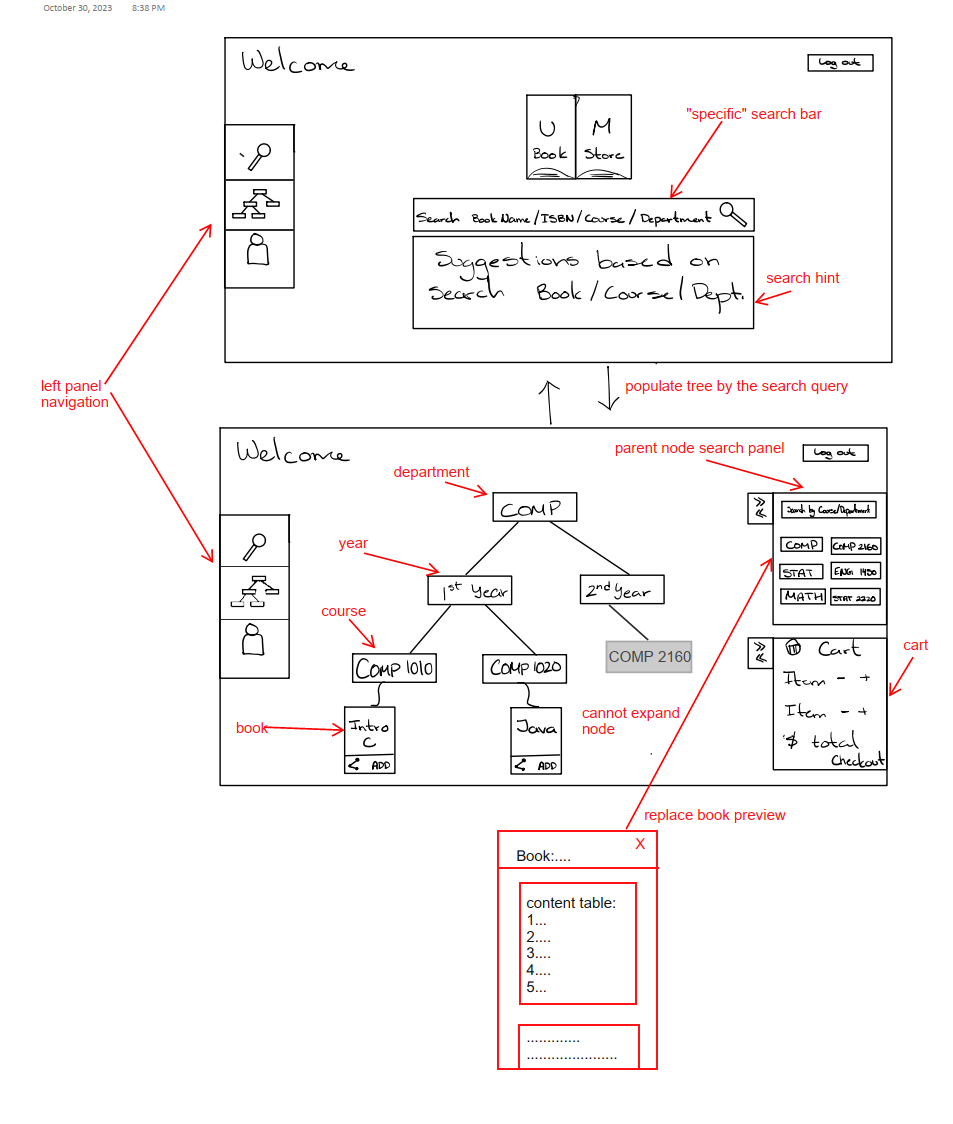 October 30, 2023 8:38 PM
Welcome
Log out
"specific" search bar
U M
Book Store
Search Book Name/ISBN/Course/Department
Suggestions based on
search Book/Course/Dept.
search hint
left panel
navigation
populate tree by the search query
Welcome
parent node search panel
Log out
department
COMP
Search by Course/Department
year
COMP COMP 2160
1st Year
2nd Year
STAT ENG 1450
MATH STAT 2220
course
COMP 1010
COMP 1020
COMP 2160
Cart
cart
Item - +
Item - +
$ total
Checkout
cannot expand
node
book
Intro
C
ADD
Java
ADD
replace book preview
X
Book:....
content table:
1...
2....
3....
4....
5...
.............
......................